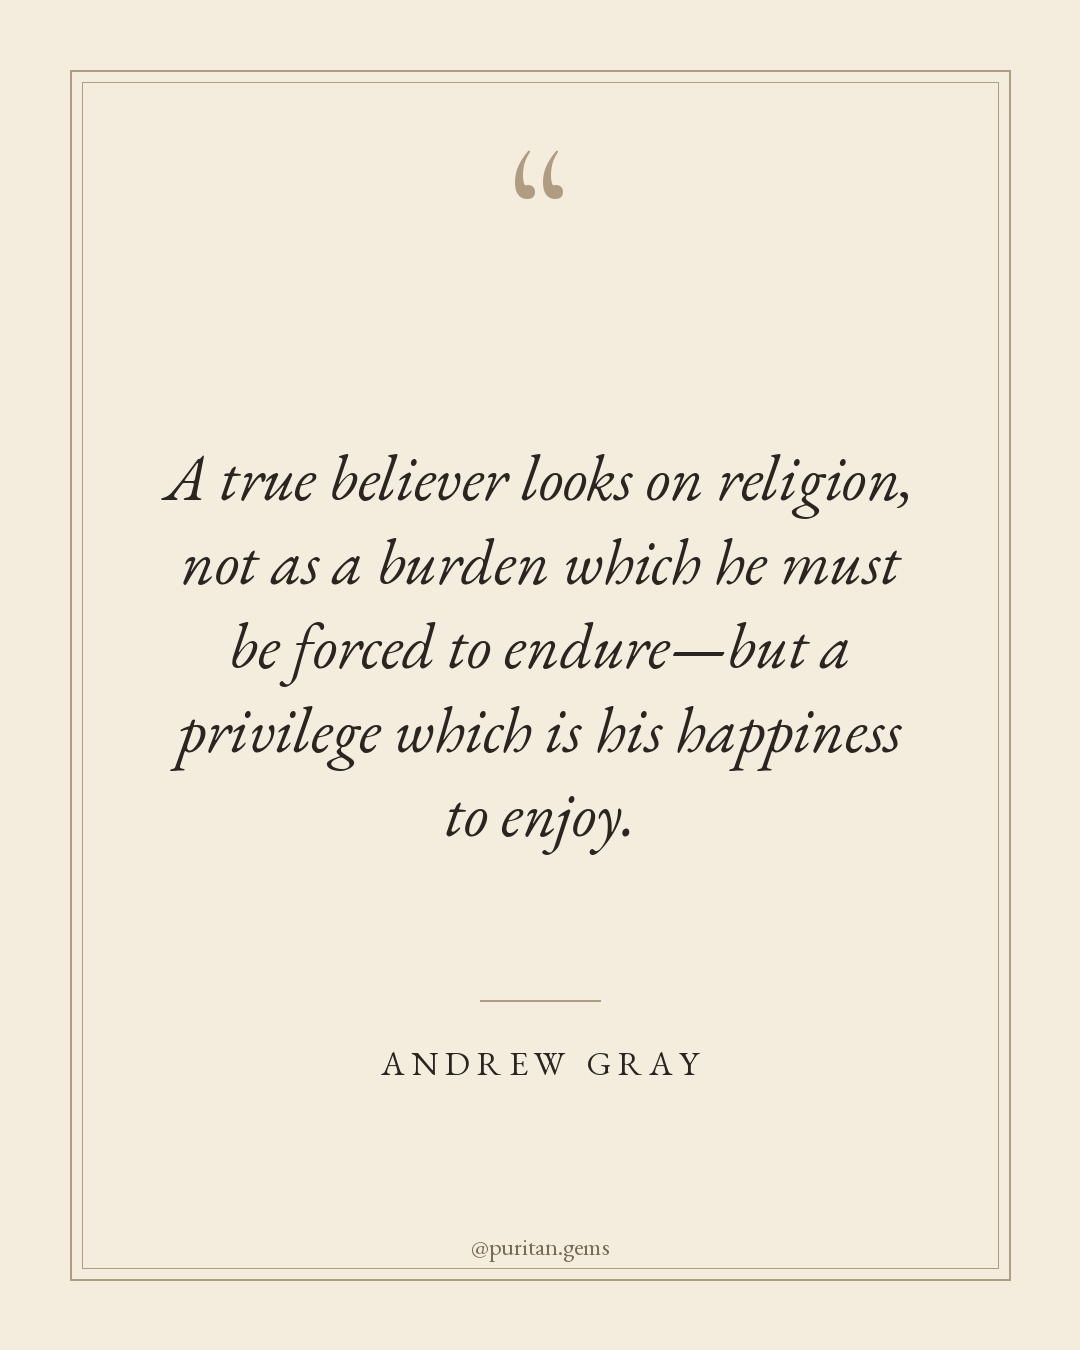 “
A true believer looks on religion,
not as a burden which he must
be forced to endure—but a
privilege which is his happiness
to enjoy.
ANDREW GRAY
@puritan.gems